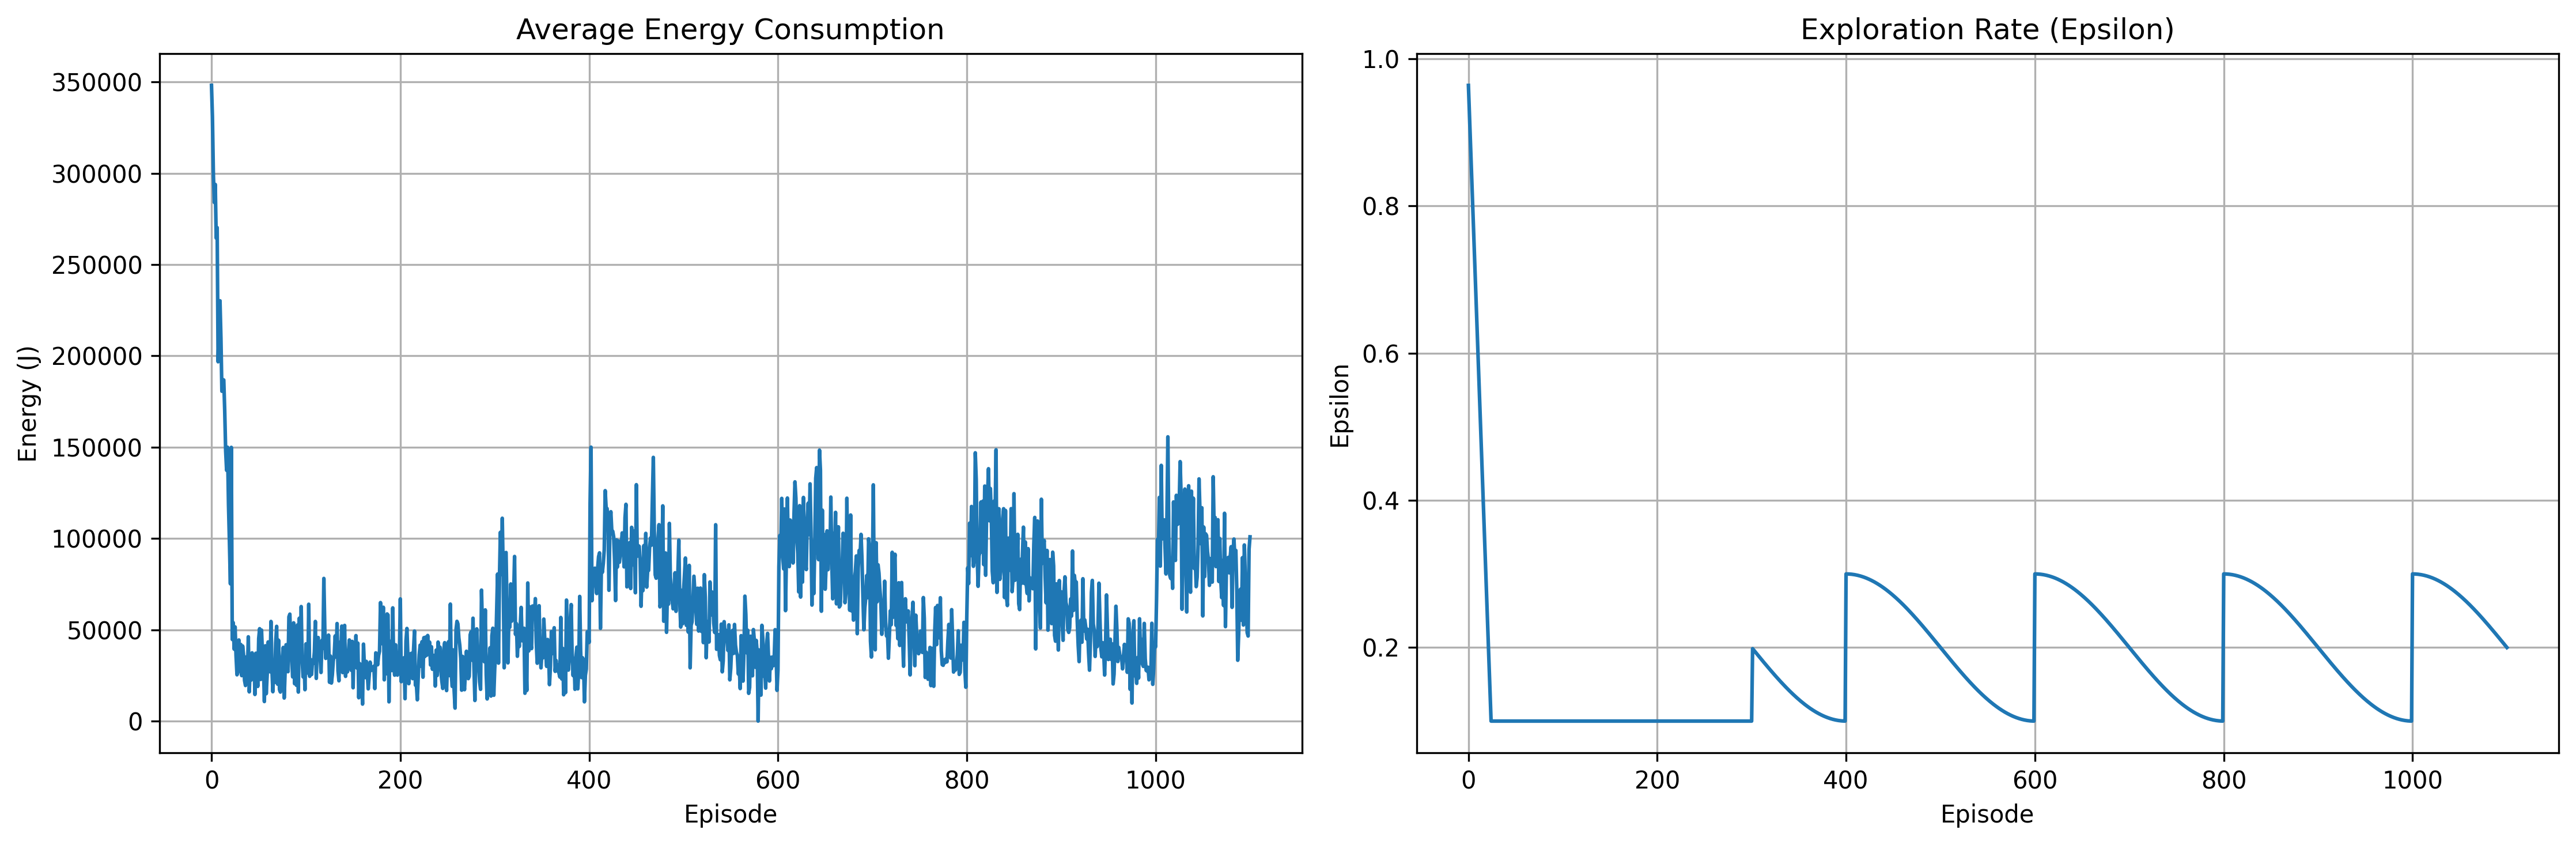 Average Energy Consumption
350000
300000
250000
200000
150000
100000
50000
0
Energy (J)
0 200 400 600 800 1000
Episode
Exploration Rate (Epsilon)
1.0
0.8
0.6
0.4
0.2
Epsilon
0 200 400 600 800 1000
Episode